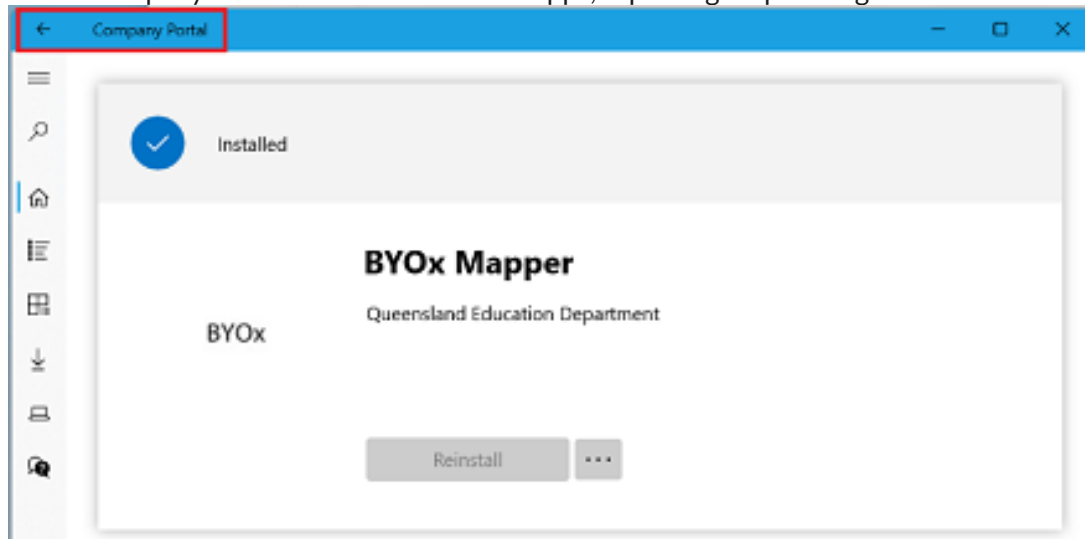 Company Portal
Installed
BYOx Mapper
Queensland Education Department
BYOx
Reinstall